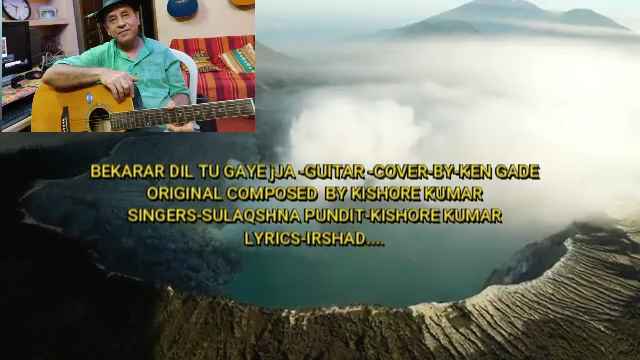 BEKARAR DIL TU GAYE jJA -GUITAR -COVER-BY-KEN GADE
ORIGINAL COMPOSED BY KISHORE KUMAR
SINGERS-SULAQSHNA PUNDIT-KISHORE KUMAR
LYRICS-IRSHAD....